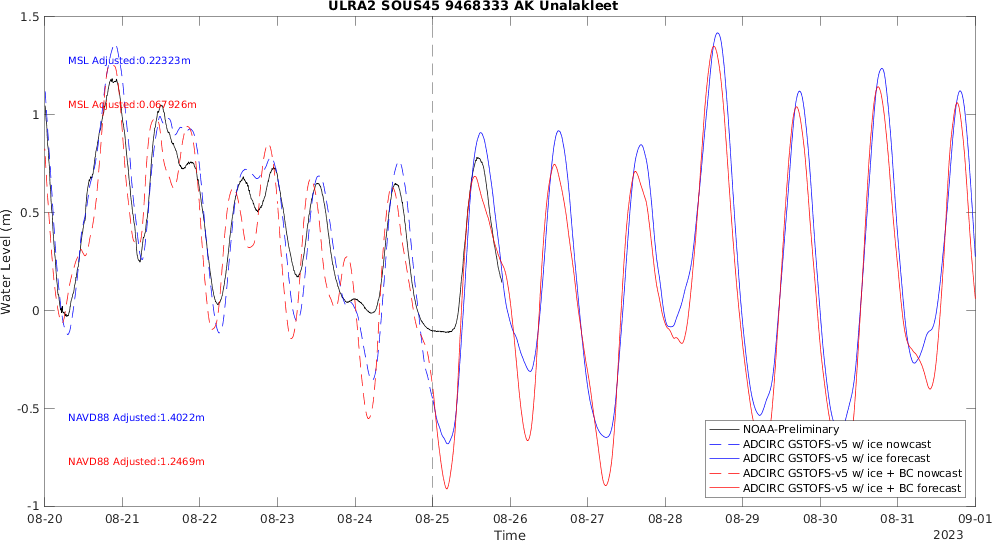 ULRA2 SOUS45 9468333 AK Unalakleet
1.5
1
0.5
0
-0.5
-1
Water Level (m)
MSL Adjusted:0.22323m
MSL Adjusted:0.067926m
NAVD88 Adjusted:1.4022m
NAVD88 Adjusted:1.2469m
NOAA-Preliminary
ADCIRC GSTOFS-v5 w/ ice nowcast
ADCIRC GSTOFS-v5 w/ ice forecast
ADCIRC GSTOFS-v5 w/ ice + BC nowcast
ADCIRC GSTOFS-v5 w/ ice + BC forecast
08-20 08-21 08-22 08-23 08-24 08-25 08-26 08-27 08-28 08-29 08-30 08-31 09-01
Time
2023